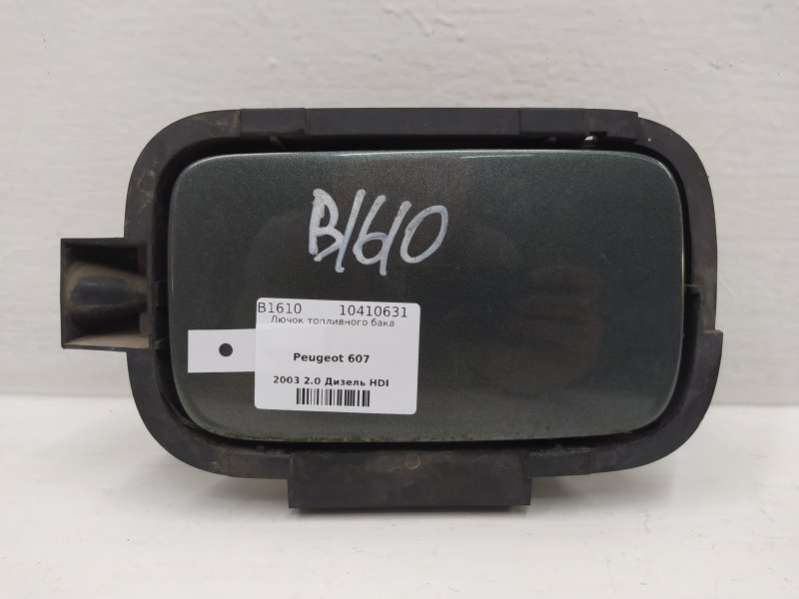 B1610
B1610 10410631
Лючок топливного бака
Peugeot 607
2003 2.0 Дизель HDI